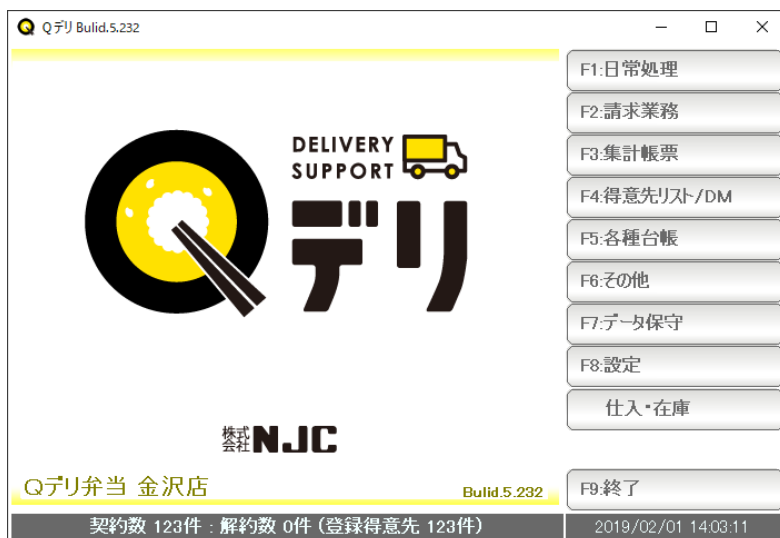 Qデリ Bulid.5.232
DELIVERY
SUPPORT
デリ
株式会社NJC
Qデリ弁当 金沢店
Bulid.5.232
F1:日常処理
F2:請求業務
F3:集計帳票
F4:得意先リスト/DM
F5:各種台帳
F6:その他
F7:データ保守
F8:設定
仕入・在庫
F9:終了
契約数 123件 : 解約数 0件 (登録得意先 123件)
2019/02/01 14:03:11